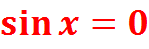 sin x = 0